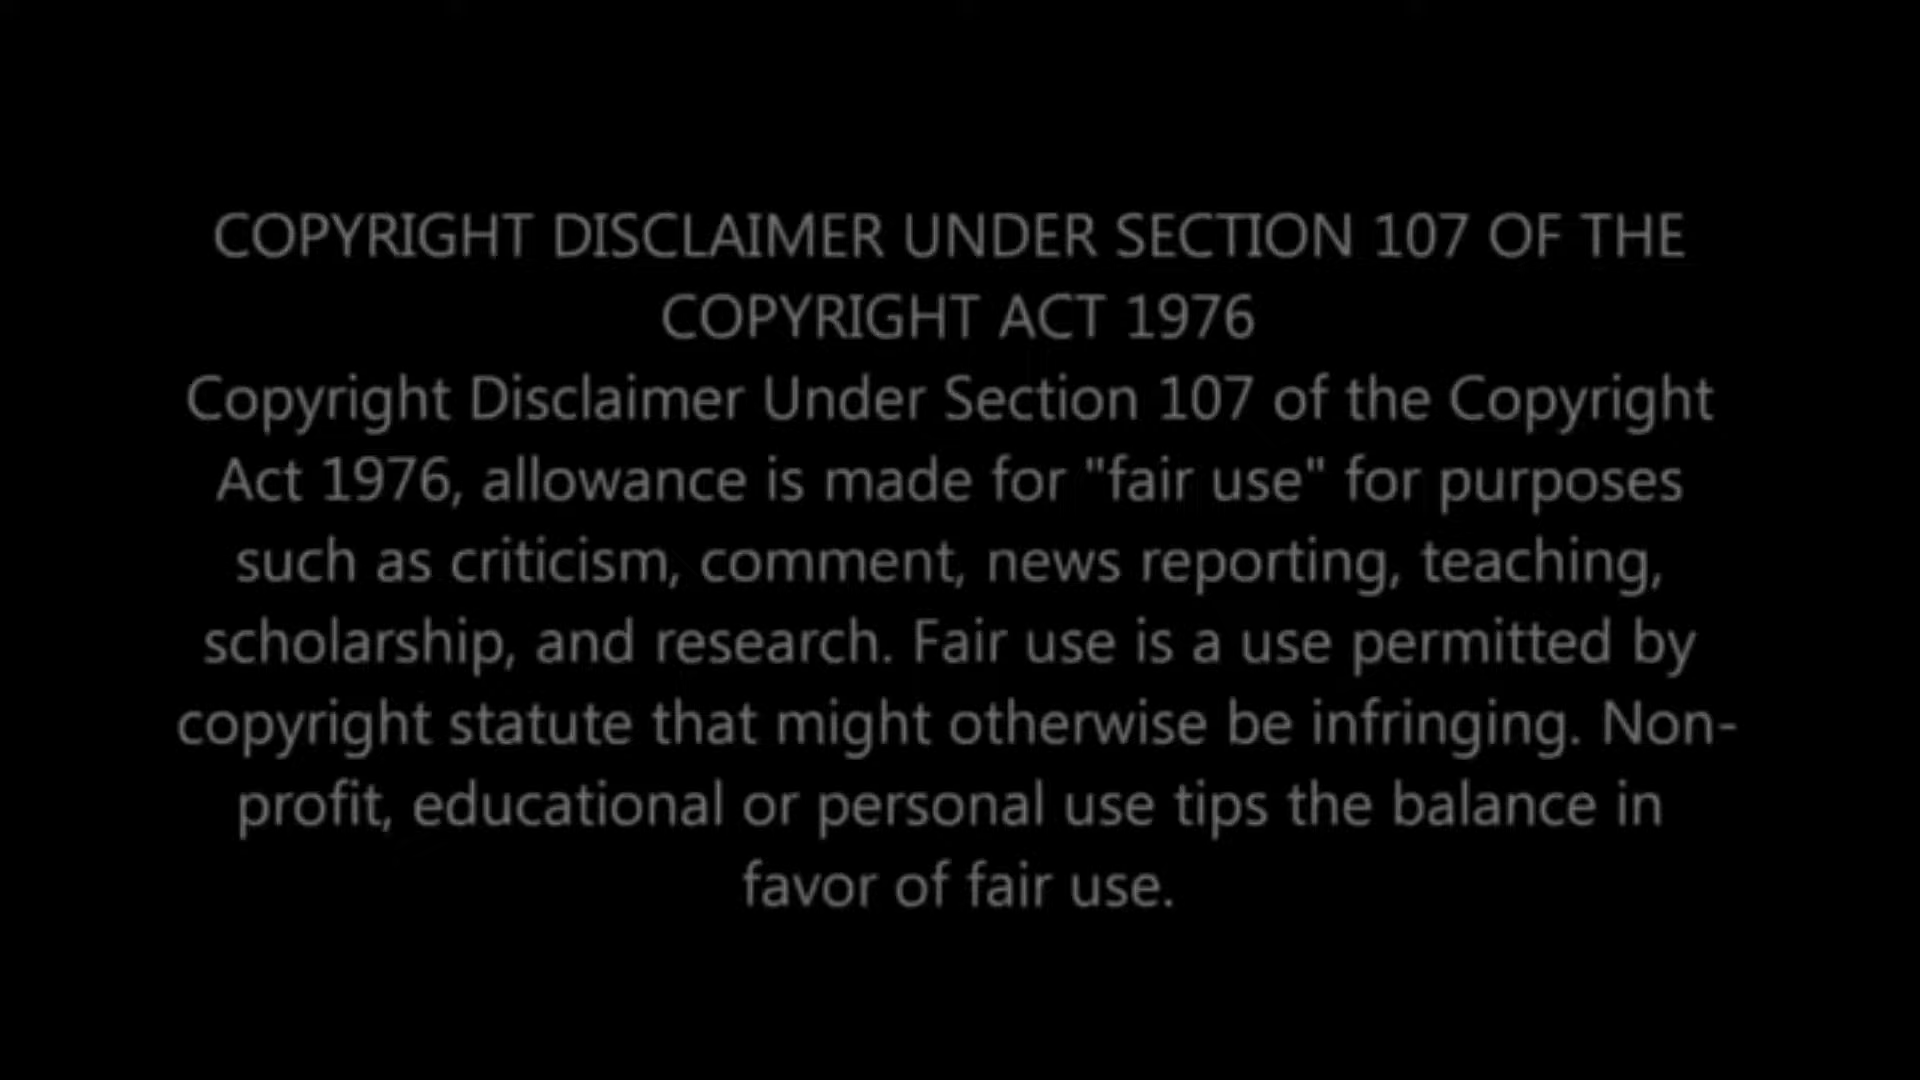 COPYRIGHT DISCLAIMER UNDER SECTION 107 OF THE
COPYRIGHT ACT 1976
Copyright Disclaimer Under Section 107 of the Copyright
Act 1976, allowance is made for "fair use" for purposes
such as criticism, comment, news reporting, teaching,
scholarship, and research. Fair use is a use permitted by
copyright statute that might otherwise be infringing. Non-
profit, educational or personal use tips the balance in
favor of fair use.